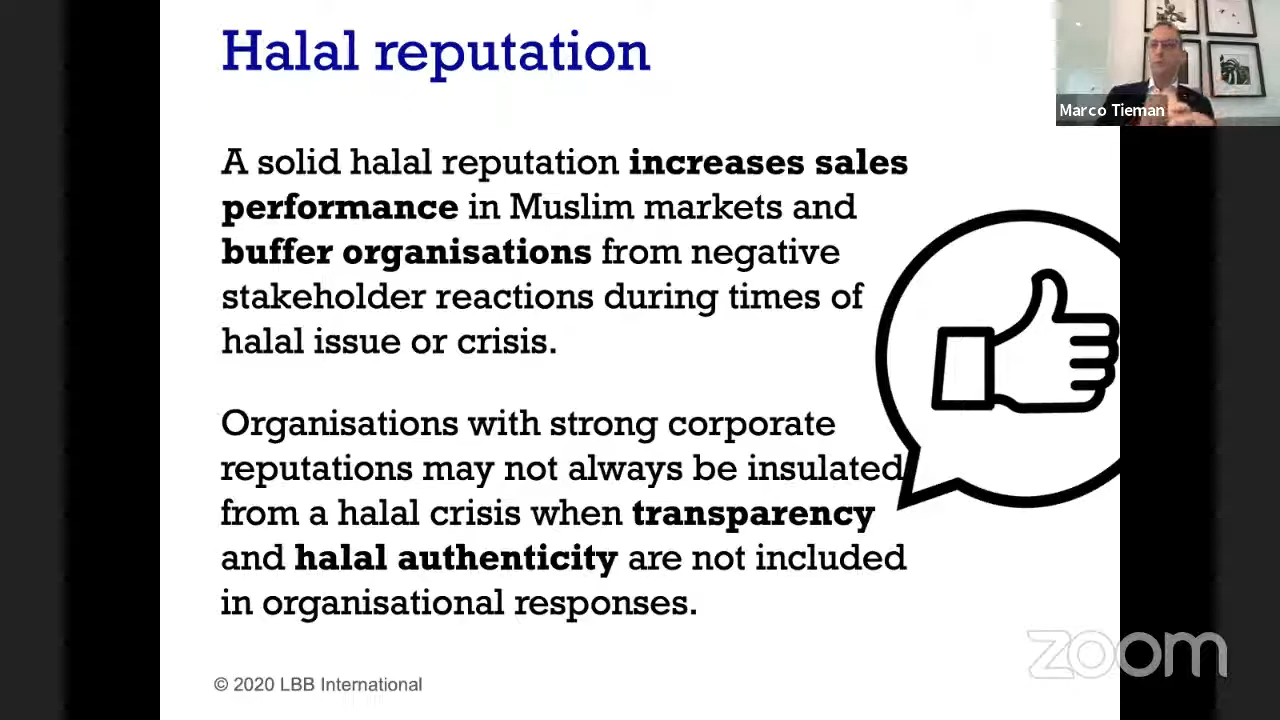 Halal reputation
Marco Tieman
A solid halal reputation increases sales
performance in Muslim markets and
buffer organisations from negative
stakeholder reactions during times of
halal issue or crisis.
Organisations with strong corporate
reputations may not always be insulated
from a halal crisis when transparency
and halal authenticity are not included
in organisational responses.
zoom
© 2020 LBB International